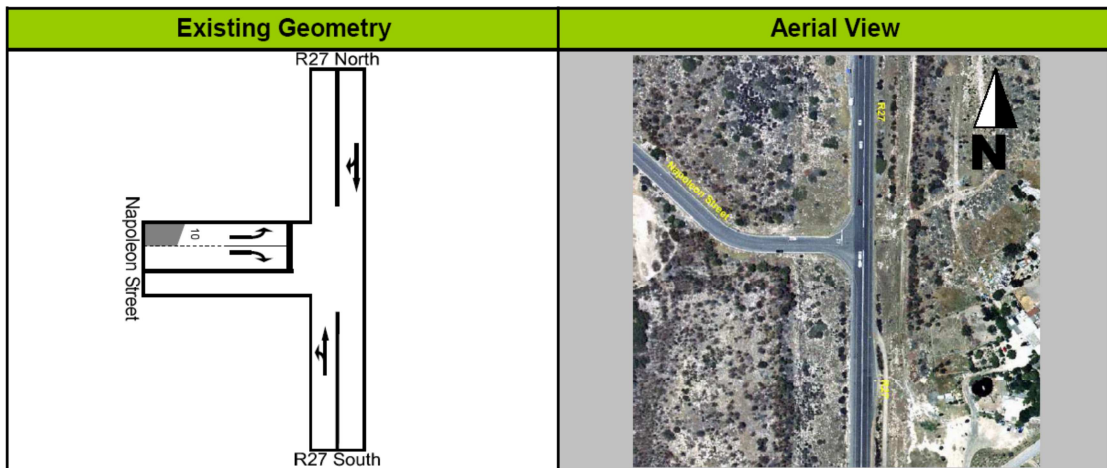 Existing Geometry
Aerial View
R27 North
Napoleon Street
10
R27 South
R27
Napoleon Street
N
R27